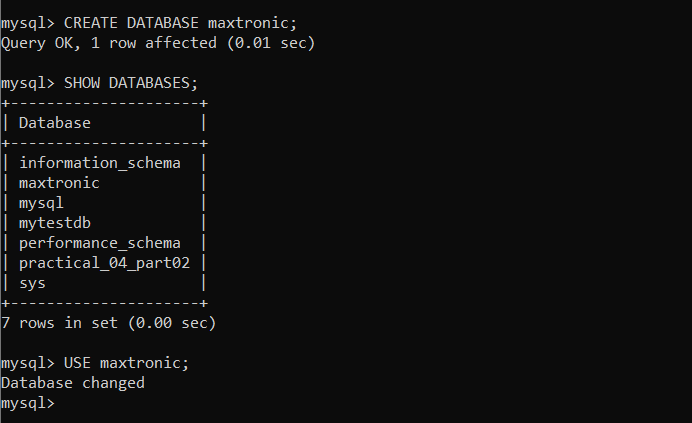 mysql> CREATE DATABASE maxtronic;
Query OK, 1 row affected (0.01 sec)
mysql> SHOW DATABASES;
+---------------------+
| Database            |
+---------------------+
| information_schema  |
| maxtronic           |
| mysql               |
| mytestdb            |
| performance_schema  |
| practical_04_part02 |
| sys                 |
+---------------------+
7 rows in set (0.00 sec)
mysql> USE maxtronic;
Database changed
mysql>